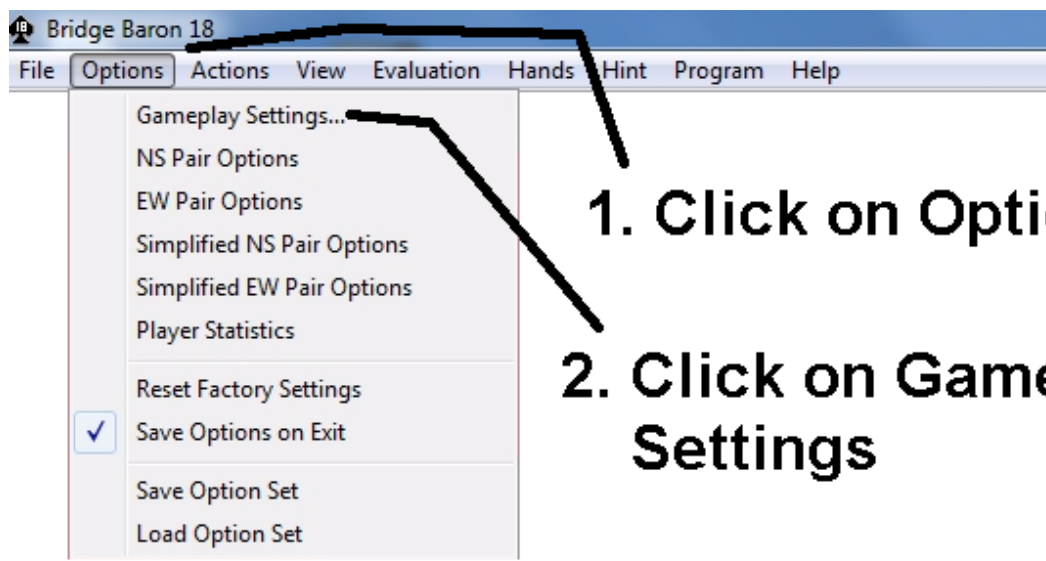 18
Bridge Baron 18
File Options Actions View Evaluation Hands Hint Program Help
Gameplay Settings...
NS Pair Options
EW Pair Options
Simplified NS Pair Options
Simplified EW Pair Options
Player Statistics
Reset Factory Settings
Save Options on Exit
Save Option Set
Load Option Set
1. Click on Opti
2. Click on Game
Settings